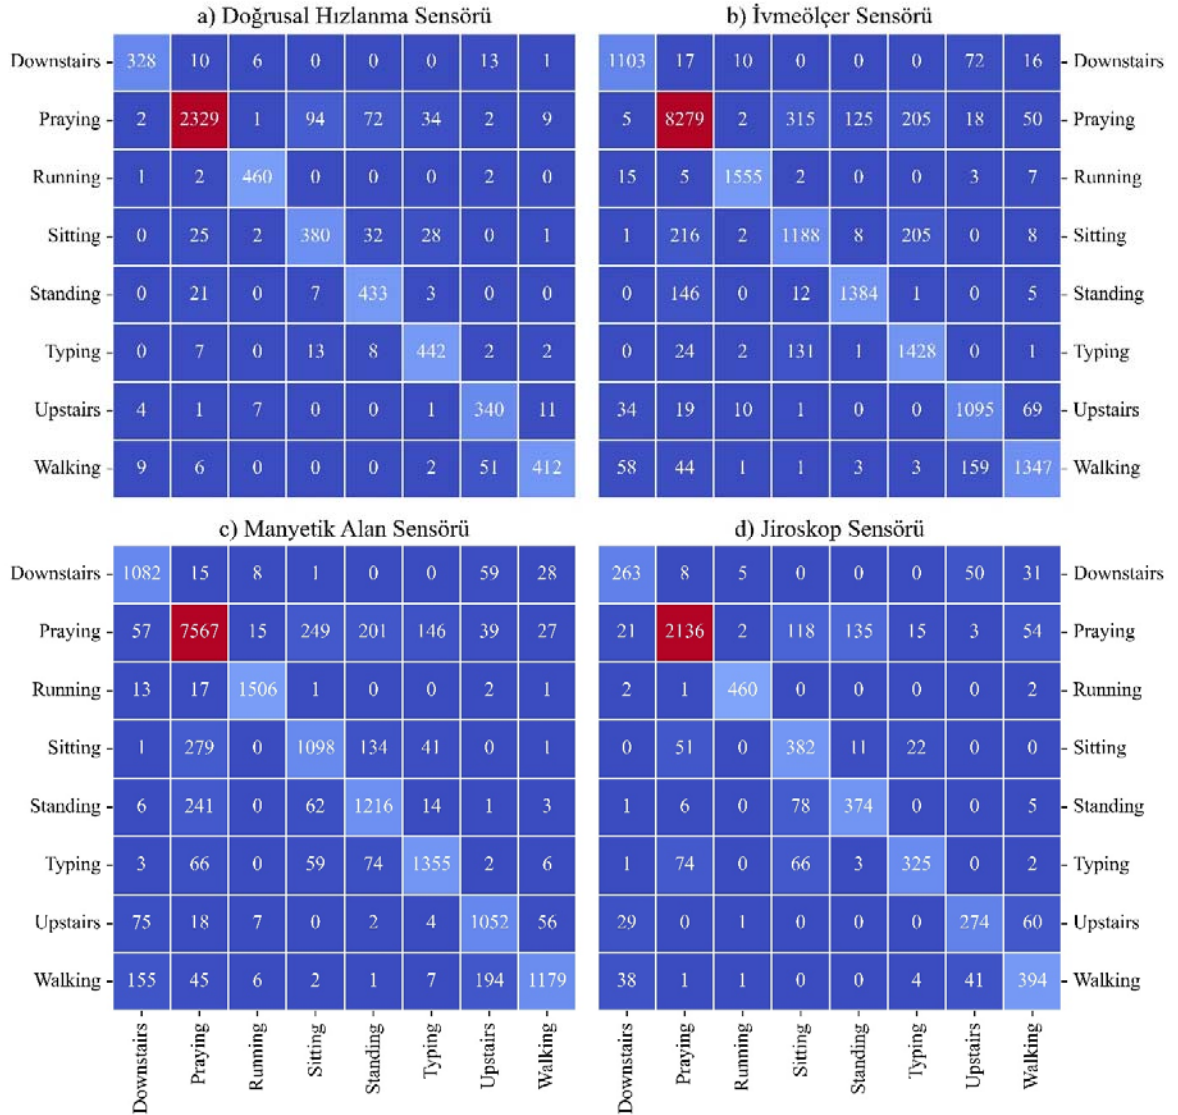 a) Doğrusal Hızlanma Sensörü
b) İvmeölçer Sensörü
Downstairs 328 10 6 0 0 0 13 1 1103 17 10 0 0 0 72 16 Downstairs
Praying 2 2329 1 94 72 34 2 9 5 8279 2 315 125 205 18 50 Praying
Running 1 2 460 0 0 0 2 0 15 5 1555 2 0 0 3 7 Running
Sitting 0 25 2 380 32 28 0 1 1 216 2 1188 8 205 0 8 Sitting
Standing 0 21 0 7 433 3 0 0 0 146 0 12 1384 1 0 5 Standing
Typing 0 7 0 13 8 442 2 2 0 24 2 131 1 1428 0 1 Typing
Upstairs 4 1 7 0 0 1 340 11 34 19 10 1 0 0 1095 69 Upstairs
Walking 9 6 0 0 0 2 51 412 58 44 1 1 3 3 159 1347 Walking
c) Manyetik Alan Sensörü
d) Jiroskop Sensörü
Downstairs 1082 15 8 1 0 0 59 28 263 8 5 0 0 0 50 31 Downstairs
Praying 57 7567 15 249 201 146 39 27 21 2136 2 118 135 15 3 54 Praying
Running 13 17 1506 1 0 0 2 1 2 1 460 0 0 0 0 2 Running
Sitting 1 279 0 1098 134 41 0 1 0 51 0 382 11 22 0 0 Sitting
Standing 6 241 0 62 1216 14 1 3 1 6 0 78 374 0 0 5 Standing
Typing 3 66 0 59 74 1355 2 6 1 74 0 66 3 325 0 2 Typing
Upstairs 75 18 7 0 2 4 1052 56 29 0 1 0 0 0 274 60 Upstairs
Walking 155 45 6 2 1 7 194 1179 38 1 1 0 0 4 41 394 Walking
Downstairs Praying Running Sitting Standing Typing Upstairs Walking Downstairs Praying Running Sitting Standing Typing Upstairs Walking